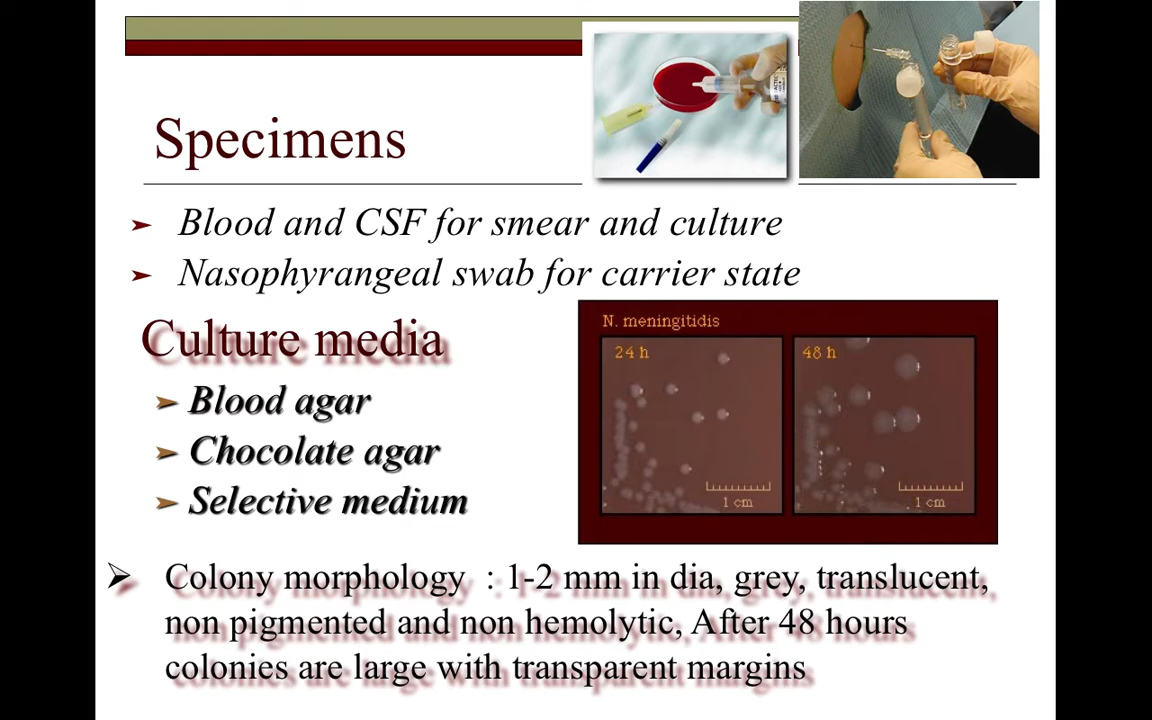 Specimens
➢ Blood and CSF for smear and culture
➢ Nasophyrangeal swab for carrier state
Culture media
➢ Blood agar
➢ Chocolate agar
➢ Selective medium
N. meningitidis
24 h
48 h
1 cm
1 cm
➢ Colony morphology : 1-2 mm in dia, grey, translucent,
non pigmented and non hemolytic, After 48 hours
colonies are large with transparent margins